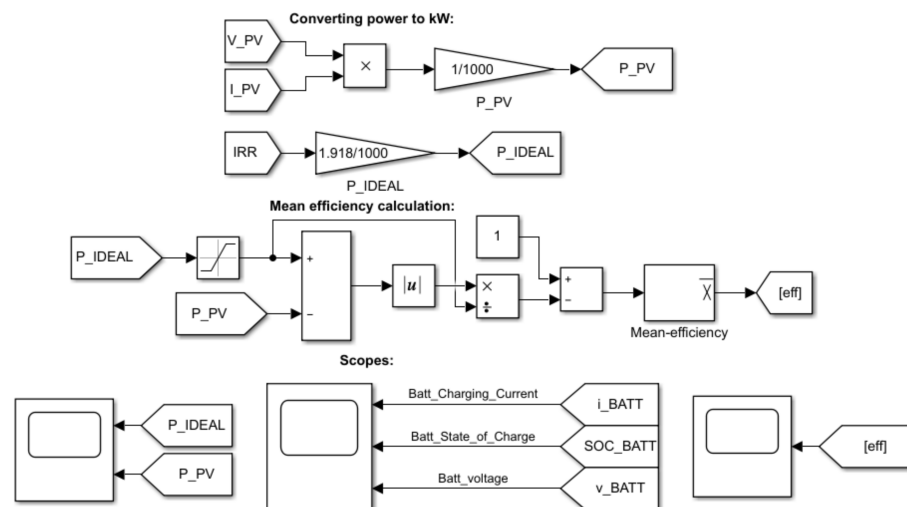 Converting power to kW:
V_PV
I_PV
×
1/1000
P_PV
P_PV
IRR
1.918/1000
P_IDEAL
P_IDEAL
Mean efficiency calculation:
P_IDEAL
P_PV
+
−
|u|
×
÷
1
+
−
X
Mean-efficiency
[eff]
Scopes:
P_IDEAL
P_PV
Batt_Charging_Current
i_BATT
Batt_State_of_Charge
SOC_BATT
Batt_voltage
v_BATT
[eff]